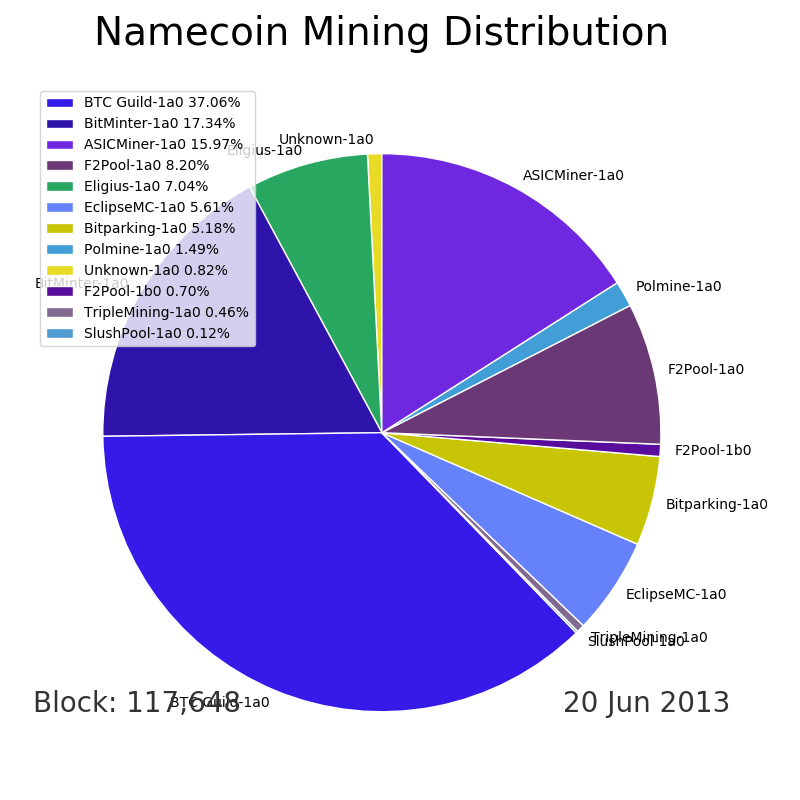 Namecoin Mining Distribution
BTC Guild-1a0 37.06%
BitMinter-1a0 17.34%
ASICMiner-1a0 15.97%
F2Pool-1a0 8.20%
Eligius-1a0 7.04%
EclipseMC-1a0 5.61%
Bitparking-1a0 5.18%
Polmine-1a0 1.49%
Unknown-1a0 0.82%
F2Pool-1b0 0.70%
TripleMining-1a0 0.46%
SlushPool-1a0 0.12%
Unknown-1a0
Eligius-1a0
ASICMiner-1a0
BitMinter-1a0
Polmine-1a0
F2Pool-1a0
F2Pool-1b0
Bitparking-1a0
EclipseMC-1a0
TripleMining-1a0
SlushPool-1a0
BTC Guild-1a0
Block: 117,648
20 Jun 2013